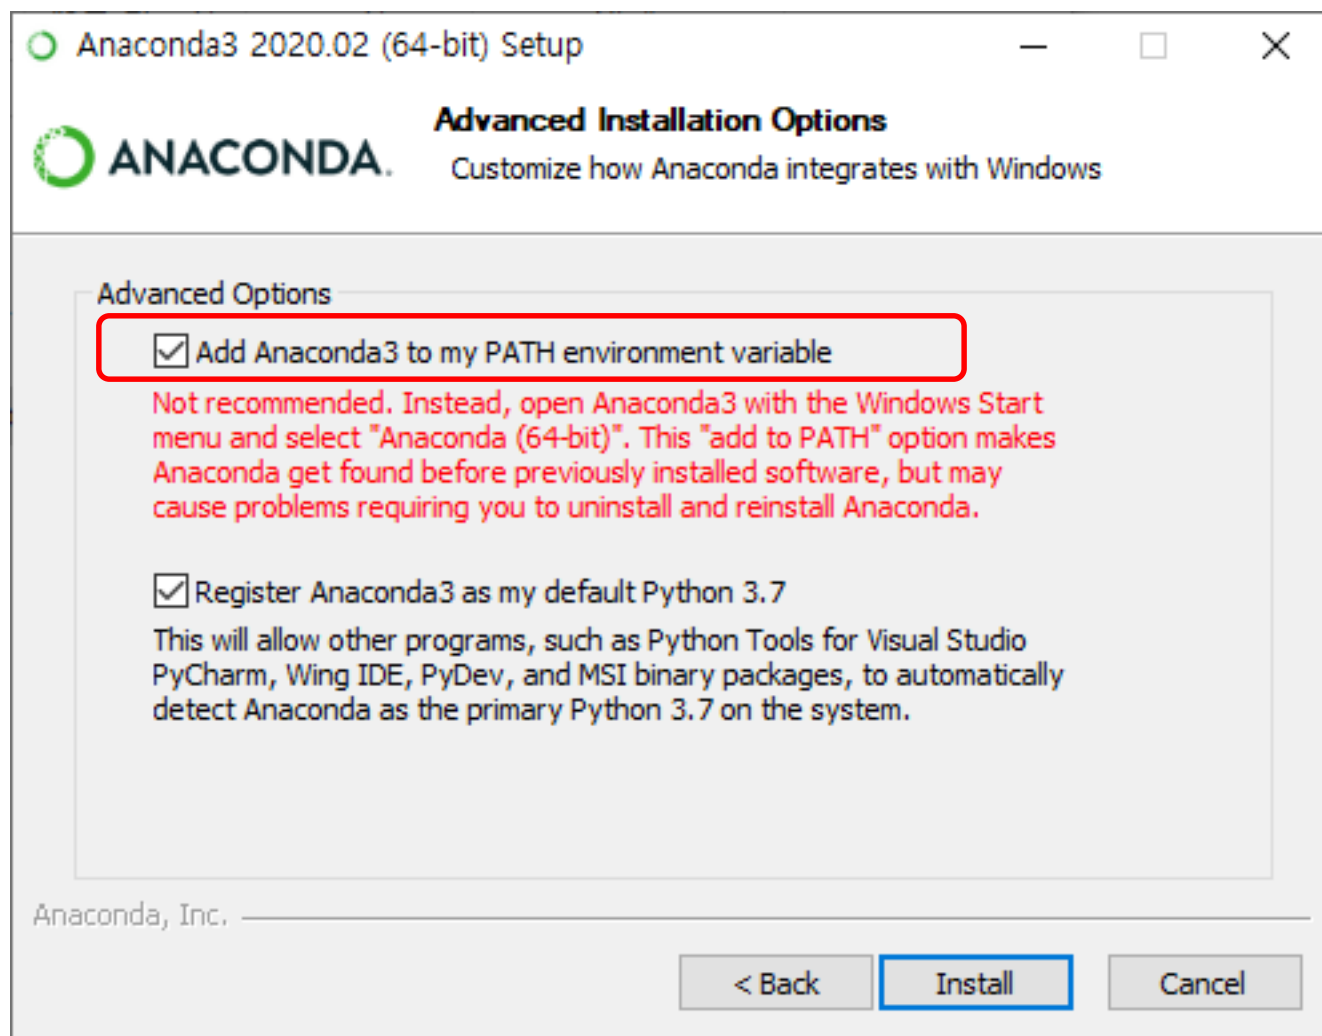 Anaconda3 2020.02 (64-bit) Setup
ANACONDA.
Advanced Installation Options
Customize how Anaconda integrates with Windows
Advanced Options
Add Anaconda3 to my PATH environment variable
Not recommended. Instead, open Anaconda3 with the Windows Start
menu and select "Anaconda (64-bit)". This "add to PATH" option makes
Anaconda get found before previously installed software, but may
cause problems requiring you to uninstall and reinstall Anaconda.
Register Anaconda3 as my default Python 3.7
This will allow other programs, such as Python Tools for Visual Studio
PyCharm, Wing IDE, PyDev, and MSI binary packages, to automatically
detect Anaconda as the primary Python 3.7 on the system.
Anaconda, Inc.
< Back
Install
Cancel